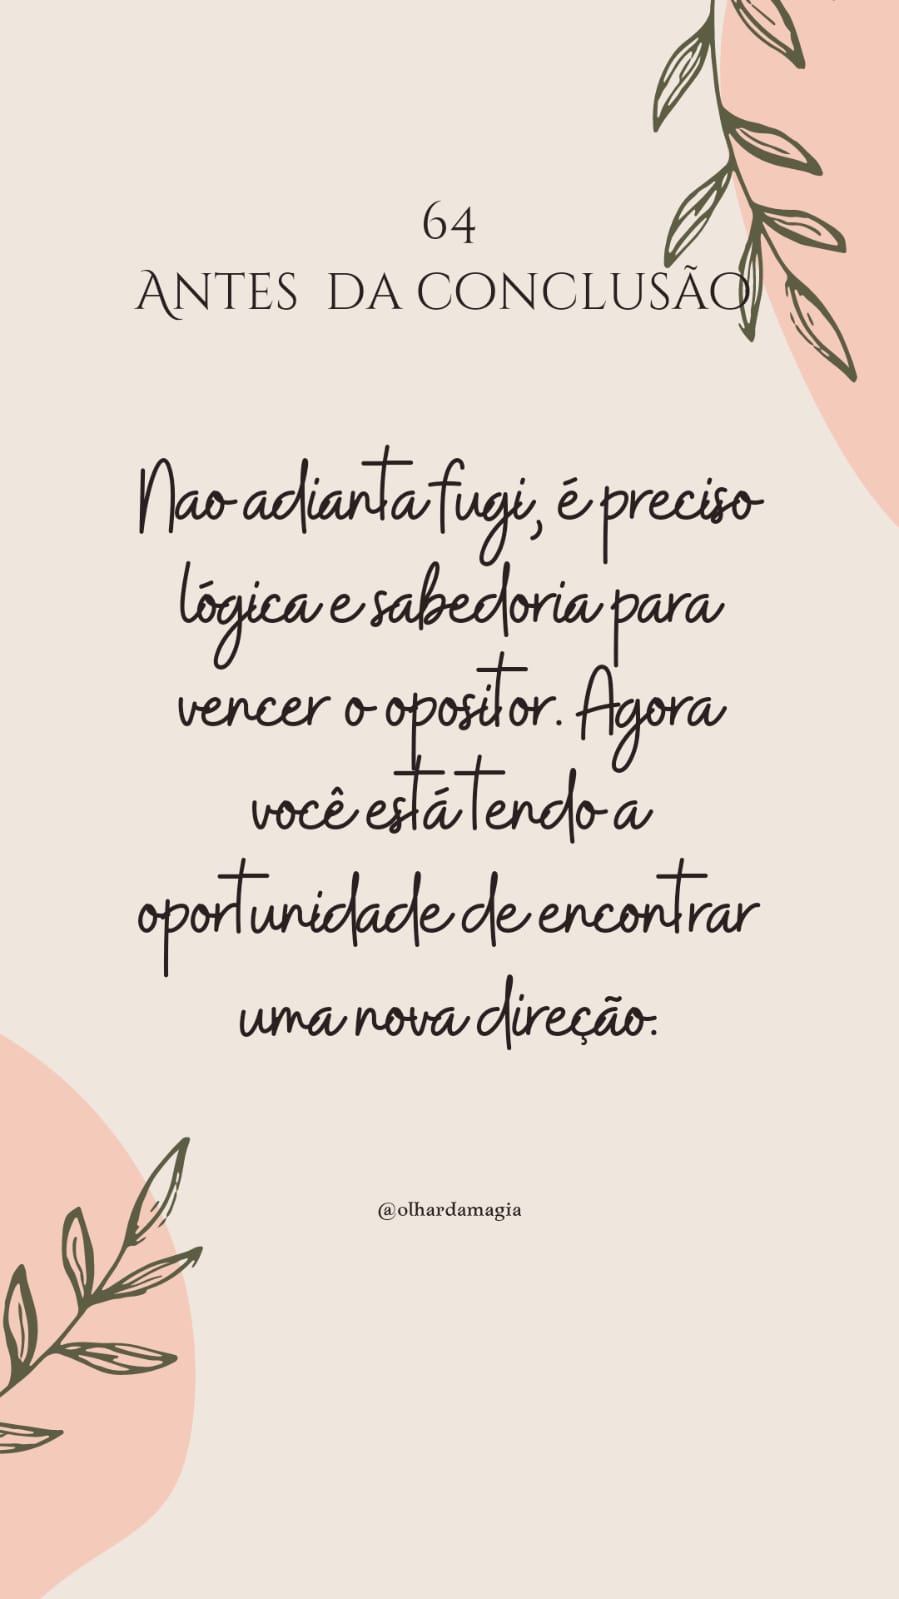 64
Antes da conclusão
Nao adianta fugi, é preciso
lógica e sabedoria para
vencer o opositor. Agora
você está tendo a
oportunidade de encontrar
uma nova direção.
@olhardamagia